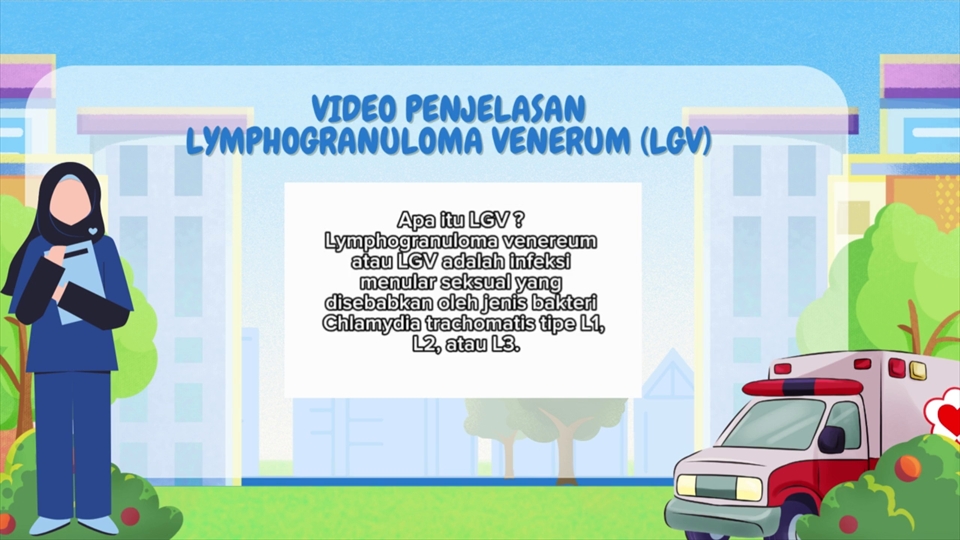 VIDEO PENJELASAN
LYMPHOGRANULOMA VENERUM (LGV)
Apa itu LGV ?
Lymphogranuloma venereum
atau LGV adalah infeksi
menular seksual yang
disebabkan oleh jenis bakteri
Chlamydia trachomatis tipe L1,
L2, atau L3.